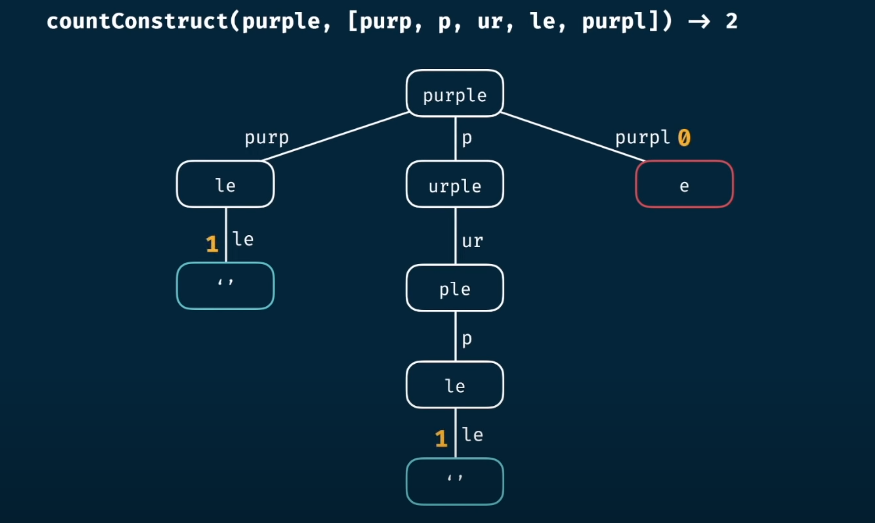 countConstruct(purple, [purp, p, ur, le, purpl]) → 2
purple
purp
p
purpl 0
le
urple
e
1 le
ur
‘’
ple
p
le
1 le
‘’